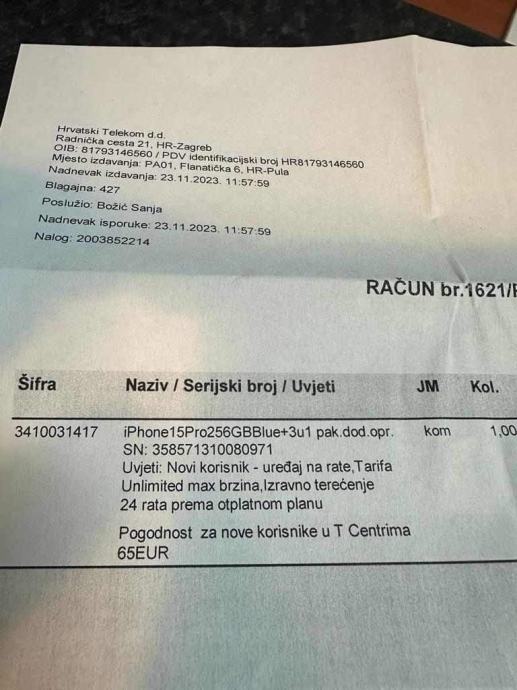 Hrvatski Telekom d.d.
Radnička cesta 21, HR-Zagreb
OIB: 81793146560 / PDV identifikacijski broj HR81793146560
Mjesto izdavanja: PA01, Flanatička 6, HR-Pula
Nadnevak izdavanja: 23.11.2023. 11:57:59
Blagajna: 427
Poslužio: Božić Sanja
Nadnevak isporuke: 23.11.2023. 11:57:59
Nalog: 2003852214
RAČUN br.1621/
Šifra Naziv / Serijski broj / Uvjeti JM Kol.
3410031417 iPhone15Pro256GBBlue+3u1 pak.dod.opr. kom 1,00
SN: 358571310080971
Uvjeti: Novi korisnik - uređaj na rate,Tarifa
Unlimited max brzina,Izravno terećenje
24 rata prema otplatnom planu
Pogodnost za nove korisnike u T Centrima
65EUR